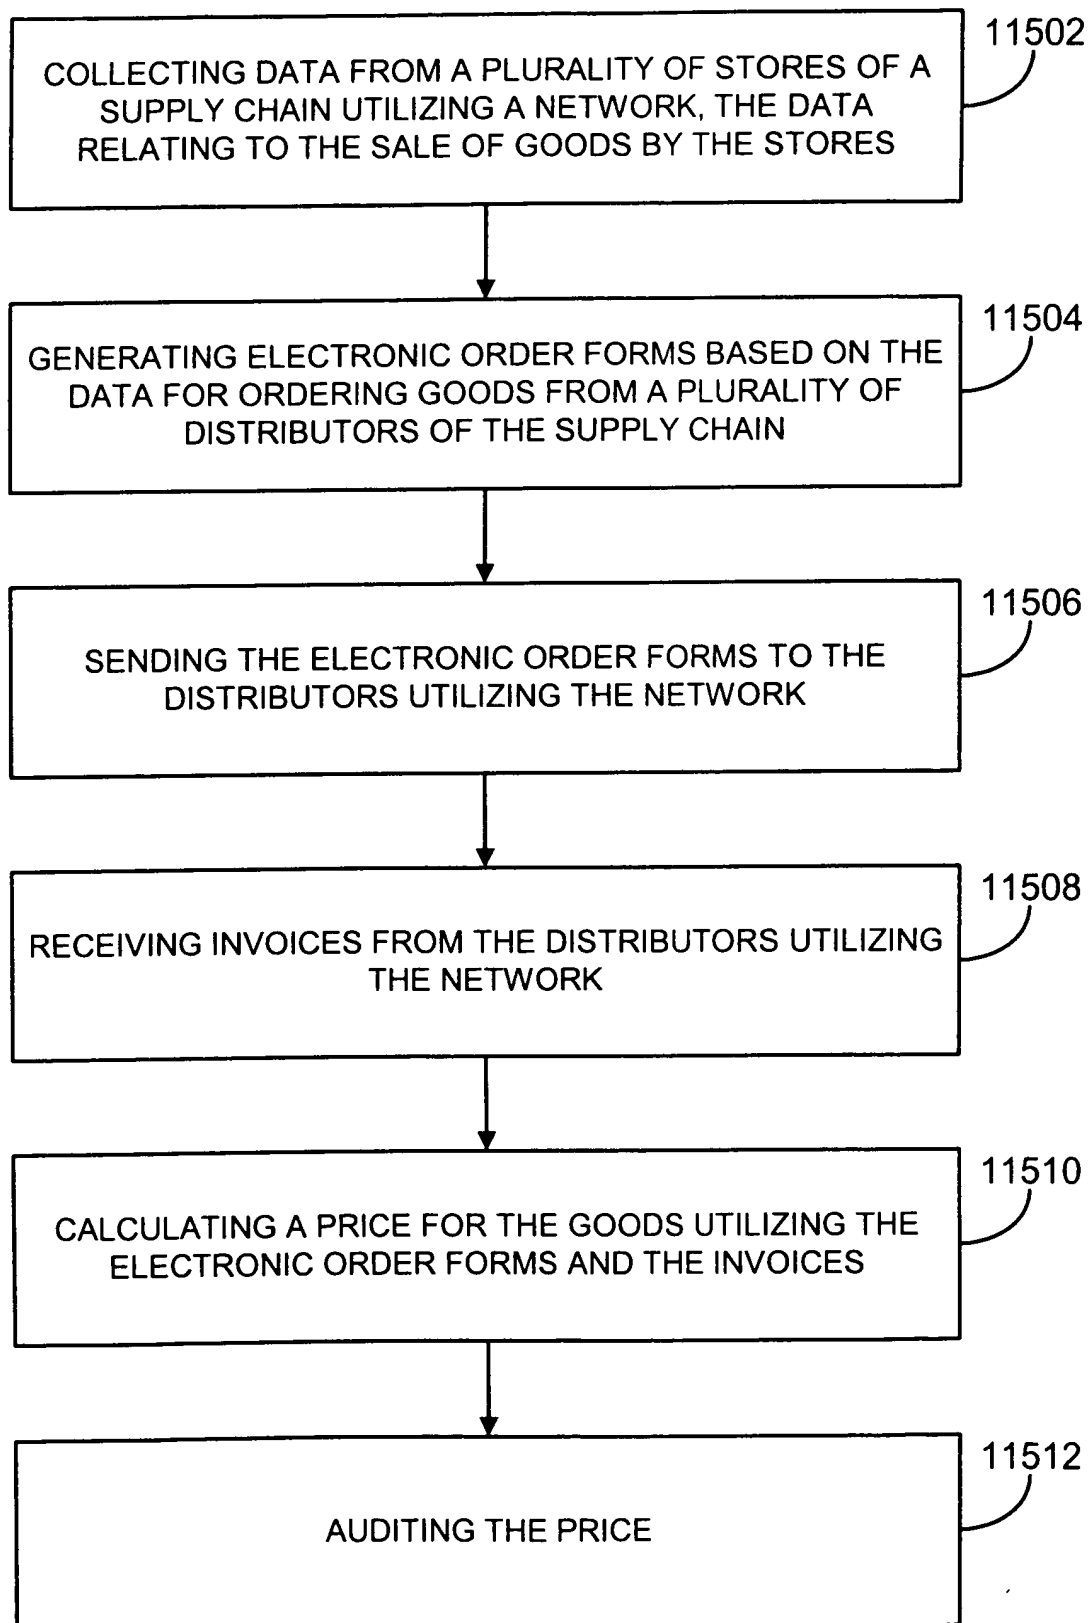 11502
COLLECTING DATA FROM A PLURALITY OF STORES OF A
SUPPLY CHAIN UTILIZING A NETWORK, THE DATA
RELATING TO THE SALE OF GOODS BY THE STORES
11504
GENERATING ELECTRONIC ORDER FORMS BASED ON THE
DATA FOR ORDERING GOODS FROM A PLURALITY OF
DISTRIBUTORS OF THE SUPPLY CHAIN
11506
SENDING THE ELECTRONIC ORDER FORMS TO THE
DISTRIBUTORS UTILIZING THE NETWORK
11508
RECEIVING INVOICES FROM THE DISTRIBUTORS UTILIZING
THE NETWORK
11510
CALCULATING A PRICE FOR THE GOODS UTILIZING THE
ELECTRONIC ORDER FORMS AND THE INVOICES
11512
AUDITING THE PRICE